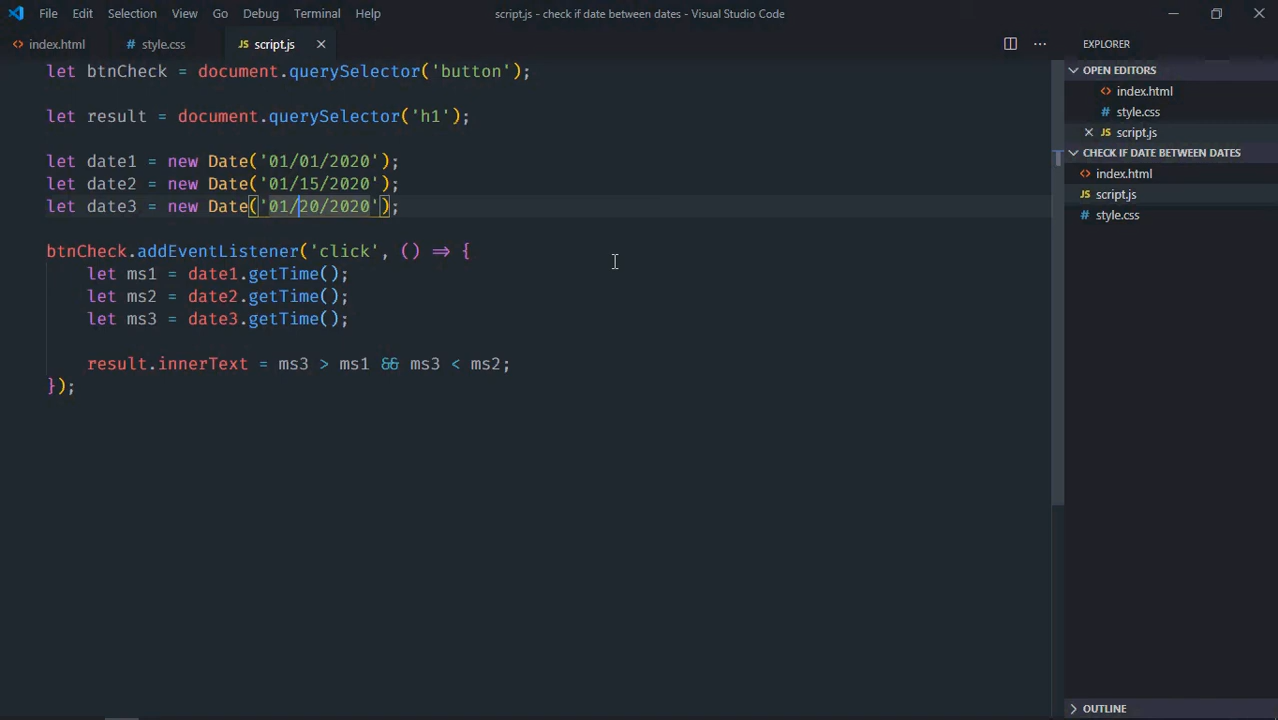 File Edit Selection View Go Debug Terminal Help
script.js - check if date between dates - Visual Studio Code
index.html
style.css
script.js
let btnCheck = document.querySelector('button');
let result = document.querySelector('h1');
let date1 = new Date('01/01/2020');
let date2 = new Date('01/15/2020');
let date3 = new Date('01/20/2020');
btnCheck.addEventListener('click', () => {
let ms1 = date1.getTime();
let ms2 = date2.getTime();
let ms3 = date3.getTime();
result.innerText = ms3 > ms1 && ms3 < ms2;
});
EXPLORER
OPEN EDITORS
index.html
style.css
script.js
CHECK IF DATE BETWEEN DATES
index.html
script.js
style.css
OUTLINE